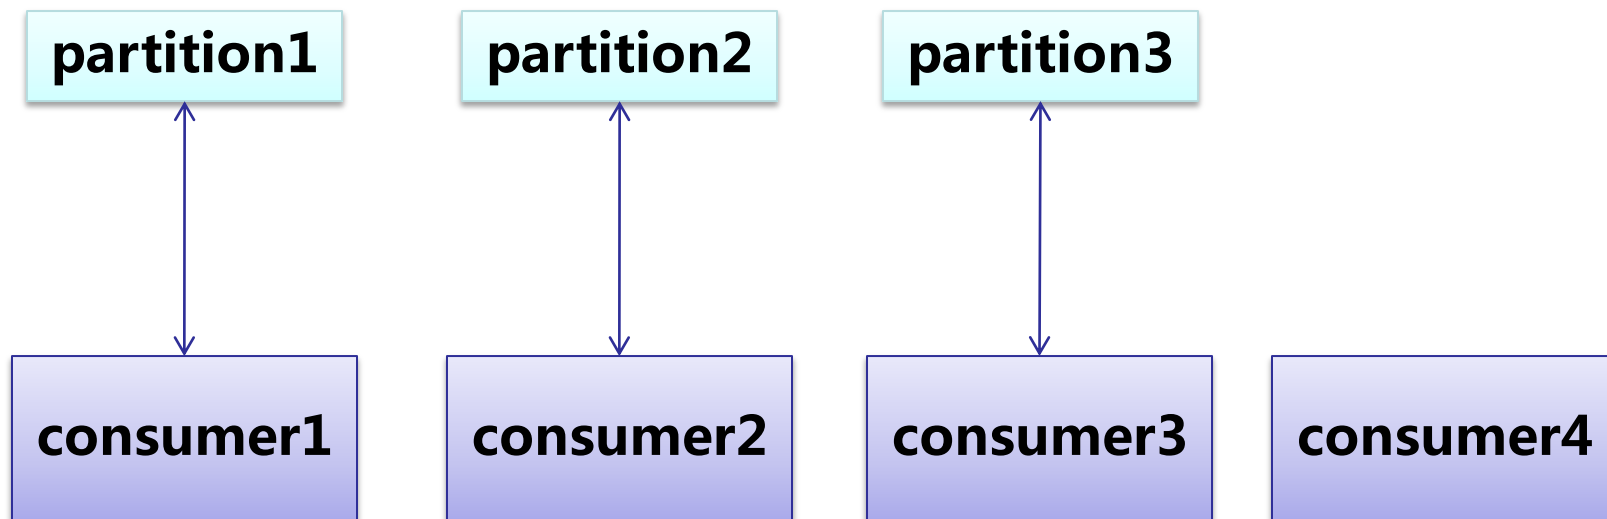 partition1
partition2
partition3
consumer1
consumer2
consumer3
consumer4